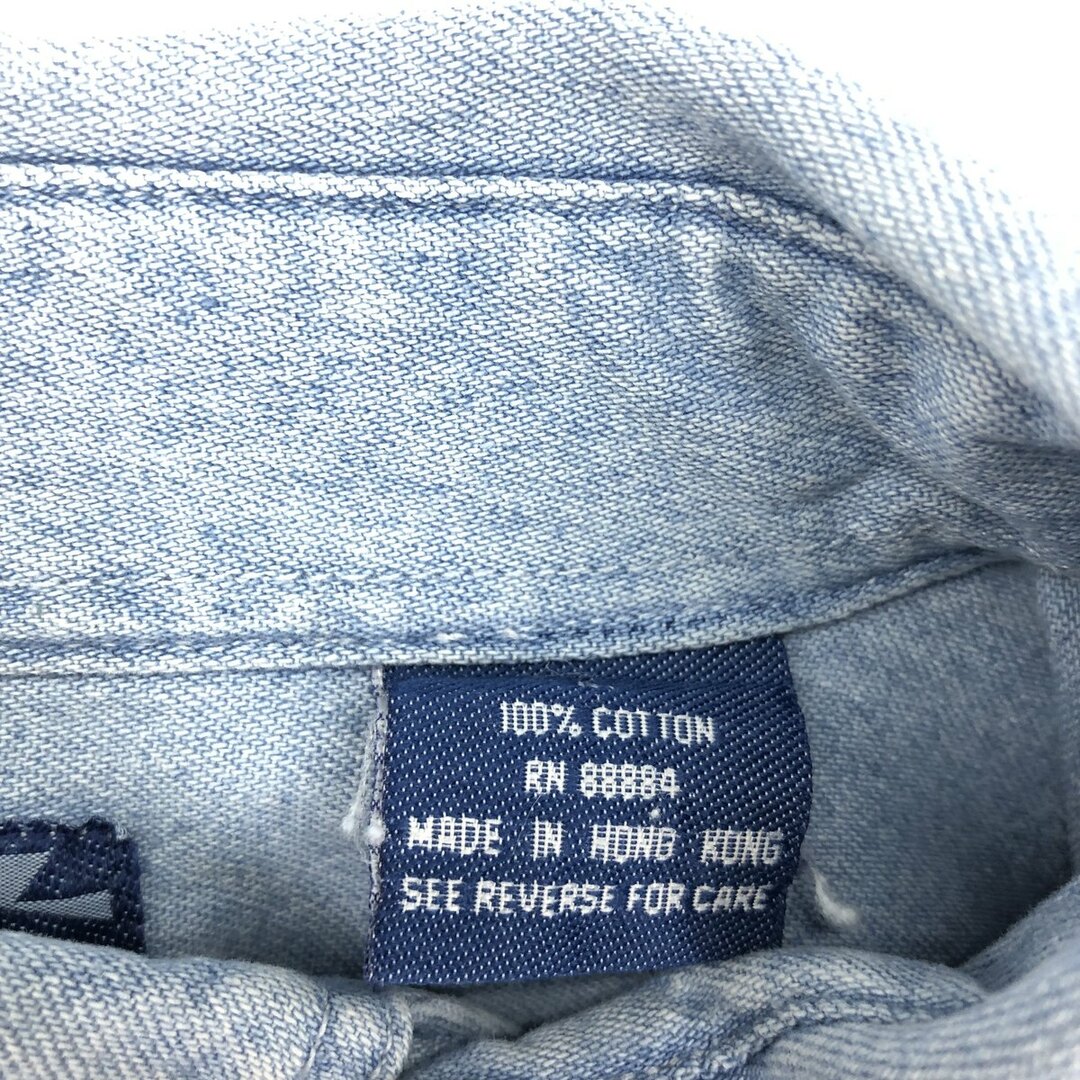 100% COTTON
RN 88884
MADE IN HONG KONG
SEE REVERSE FOR CARE